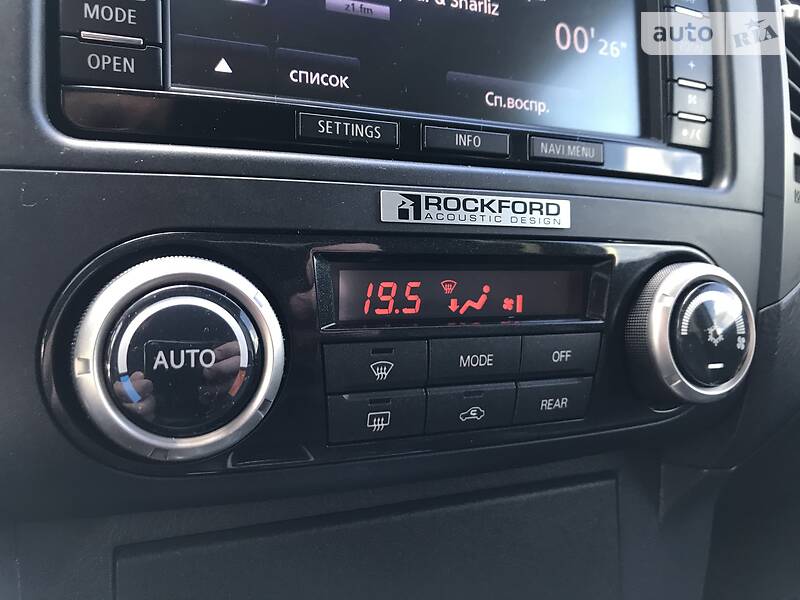 MODE
OPEN
z1.fm
& Snarliz
00'26"
СПИСОК
Сп.воспр.
auto RIA
SETTINGS
INFO
NAVI MENU
ROCKFORD
ACOUSTIC DESIGN
19.5
AUTO
MODE
OFF
REAR